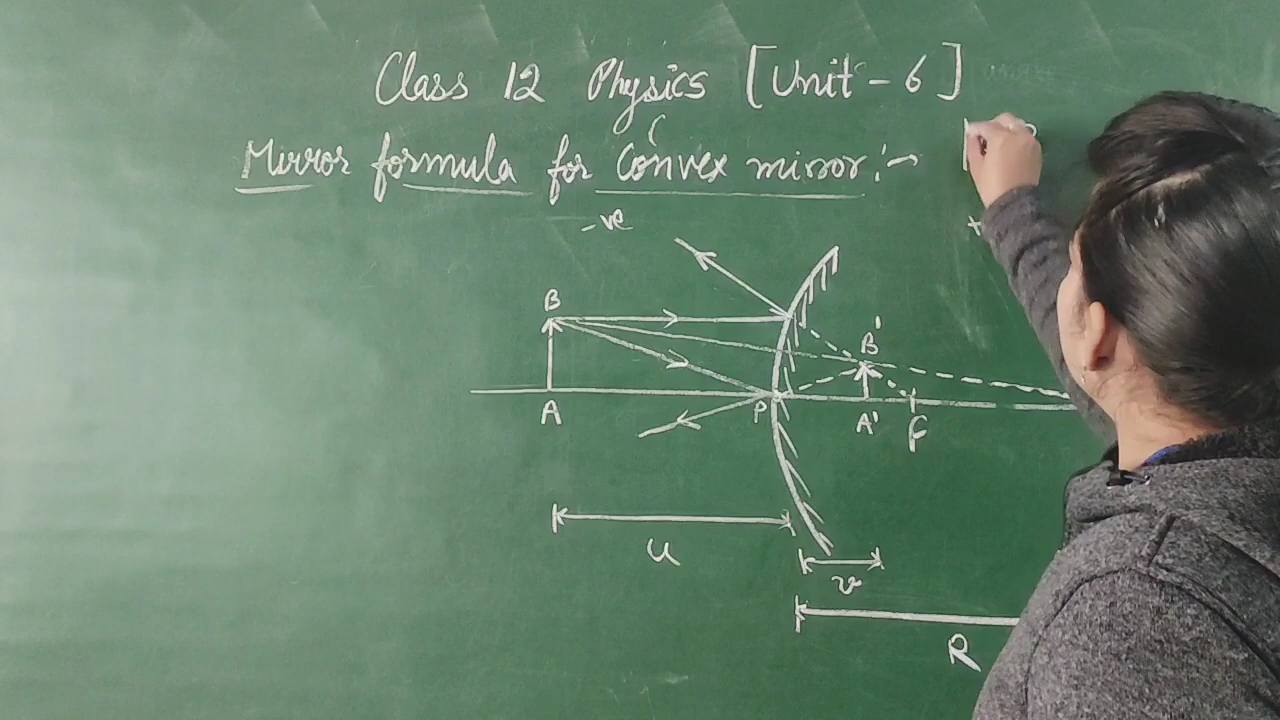 Class 12 Physics [Unit - 6]
Mirror formula for Convex mirror :-
-ve
+
B
B'
A
P
A'
F
u
v
R